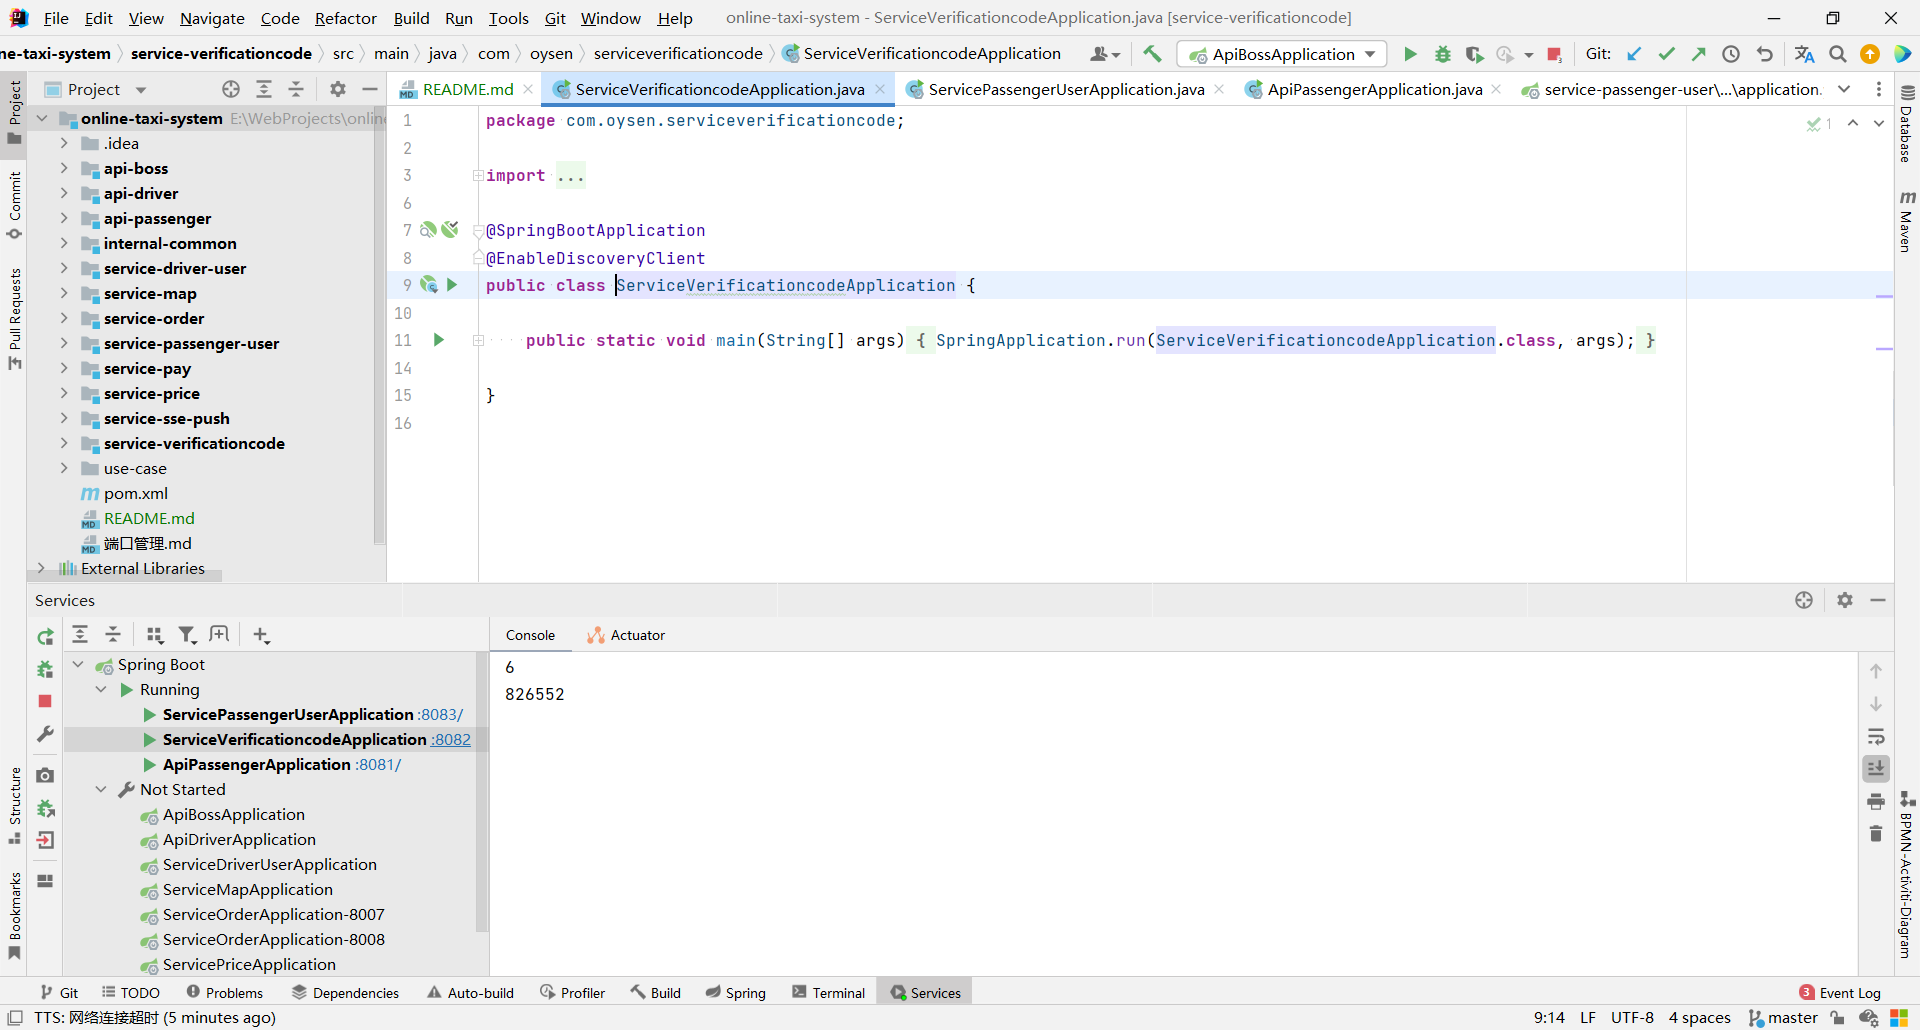 File Edit View Navigate Code Refactor Build Run Tools Git Window Help online-taxi-system - ServiceVerificationcodeApplication.java [service-verificationcode]
ne-taxi-system service-verificationcode src main java com oysen serviceverificationcode ServiceVerificationcodeApplication ApiBossApplication Git:
Project README.md ServiceVerificationcodeApplication.java ServicePassengerUserApplication.java ApiPassengerApplication.java service-passenger-user\...\application.
Project
Commit
Pull Requests
Structure
Bookmarks
online-taxi-system E:\WebProjects\online
.idea
api-boss
api-driver
api-passenger
internal-common
service-driver-user
service-map
service-order
service-passenger-user
service-pay
service-price
service-sse-push
service-verificationcode
use-case
pom.xml
README.md
端口管理.md
External Libraries
1 package com.oysen.serviceverificationcode;
2
3 import ...
6
7 @SpringBootApplication
8 @EnableDiscoveryClient
9 public class ServiceVerificationcodeApplication {
10
11 public static void main(String[] args) { SpringApplication.run(ServiceVerificationcodeApplication.class, args); }
14
15 }
16
1
Database
Maven
BPMN-Activiti-Diagram
Services
Console Actuator
Spring Boot
Running
ServicePassengerUserApplication :8083/
ServiceVerificationcodeApplication :8082
ApiPassengerApplication :8081/
Not Started
ApiBossApplication
ApiDriverApplication
ServiceDriverUserApplication
ServiceMapApplication
ServiceOrderApplication-8007
ServiceOrderApplication-8008
ServicePriceApplication
6
826552
Git TODO Problems Dependencies Auto-build Profiler Build Spring Terminal Services 3 Event Log
TTS: 网络连接超时 (5 minutes ago) 9:14 LF UTF-8 4 spaces master